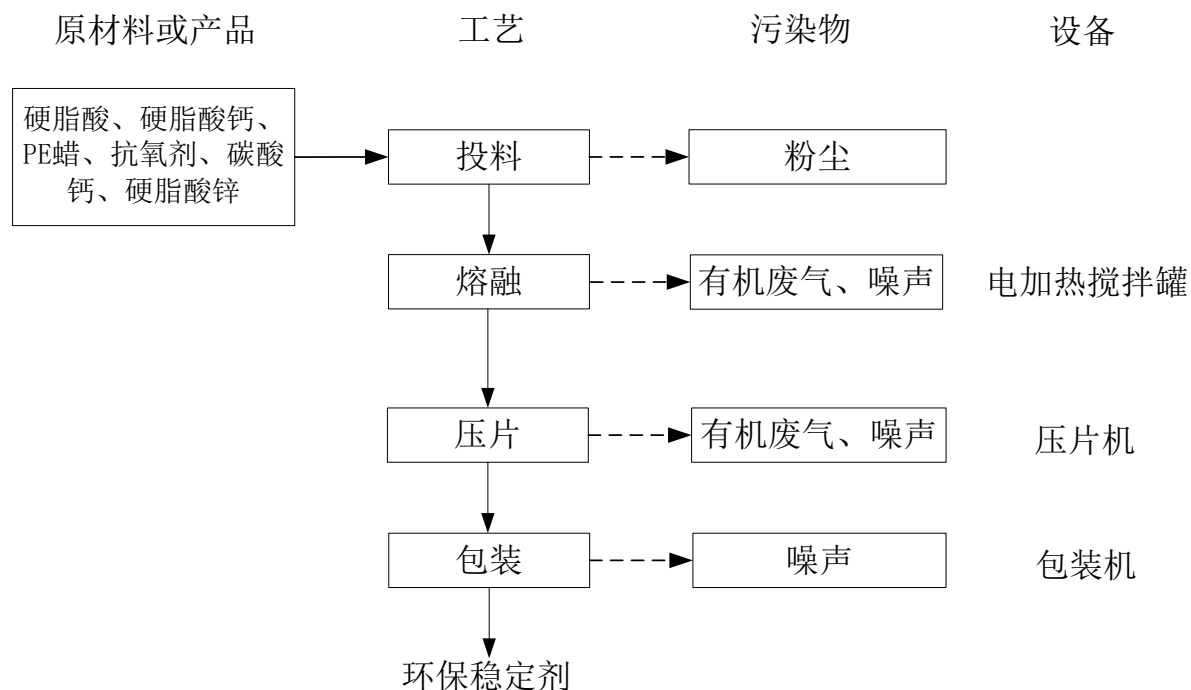 原材料或产品 工艺 污染物 设备
硬脂酸、硬脂酸钙、
PE蜡、抗氧剂、碳酸
钙、硬脂酸锌
投料 粉尘
熔融 有机废气、噪声 电加热搅拌罐
压片 有机废气、噪声 压片机
包装 噪声 包装机
环保稳定剂